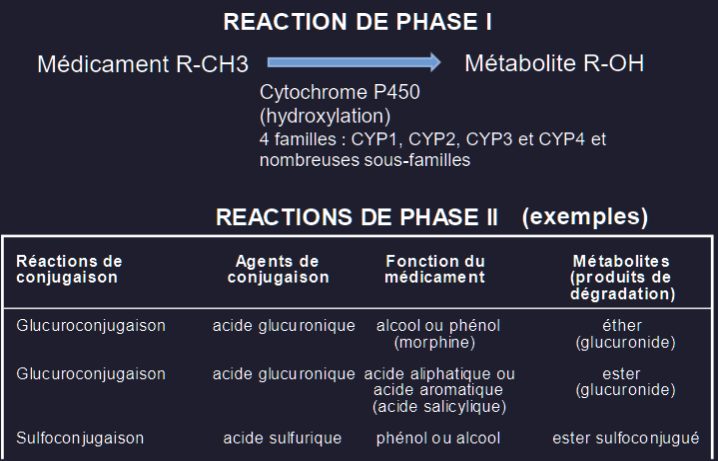 REACTION DE PHASE I
Médicament R-CH3 Métabolite R-OH
Cytochrome P450
(hydroxylation)
4 familles : CYP1, CYP2, CYP3 et CYP4 et
nombreuses sous-familles
REACTIONS DE PHASE II (exemples)
Réactions de conjugaison Agents de conjugaison Fonction du médicament Métabolites (produits de dégradation)
Glucuroconjugaison acide glucuronique alcool ou phénol (morphine) éther (glucuronide)
Glucuroconjugaison acide glucuronique acide aliphatique ou acide aromatique (acide salicylique) ester (glucuronide)
Sulfoconjugaison acide sulfurique phénol ou alcool ester sulfoconjugué